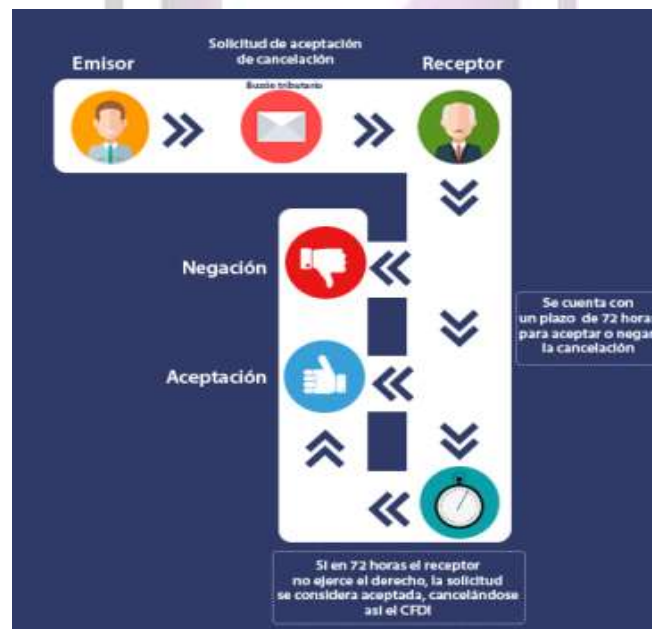 Solicitud de aceptación
de cancelación
Emisor
Receptor
Buzón tributario
Negación
Se cuenta con
un plazo de 72 horas
para aceptar o negar
la cancelación
Aceptación
Si en 72 horas el receptor
no ejerce el derecho, la solicitud
se considera aceptada, cancelándose
así el CFDI